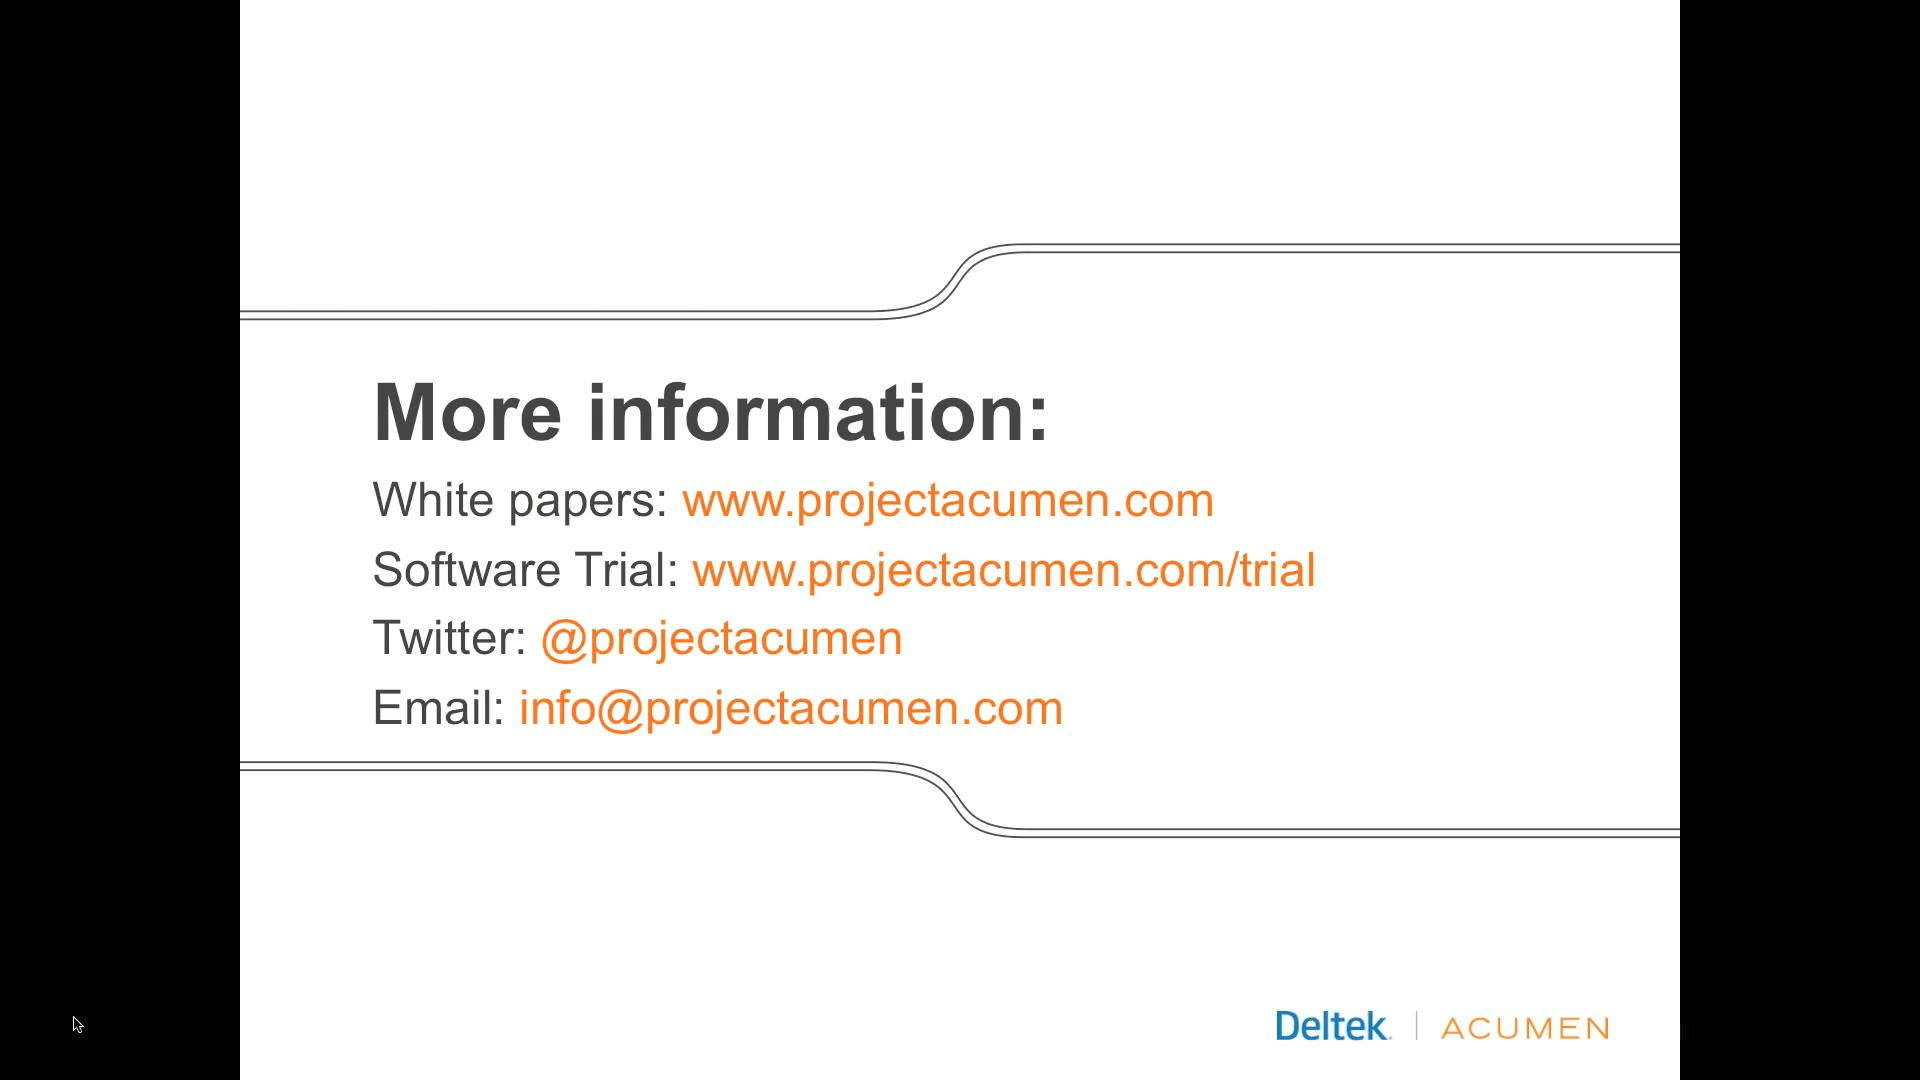 More information:
White papers: www.projectacumen.com
Software Trial: www.projectacumen.com/trial
Twitter: @projectacumen
Email: info@projectacumen.com
Deltek. | ACUMEN